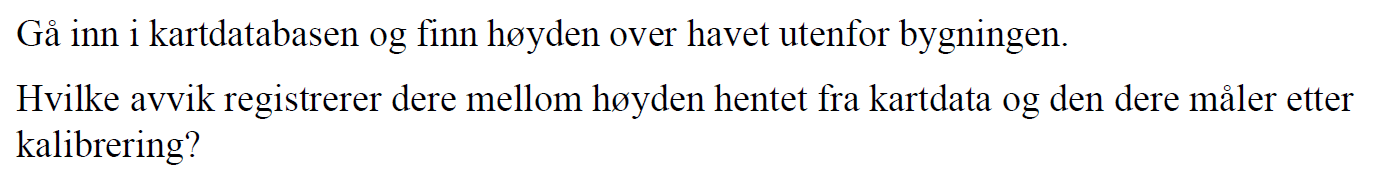 Gå inn i kartdatabasen og finn høyden over havet utenfor bygningen.
Hvilke avvik registrerer dere mellom høyden hentet fra kartdata og den dere måler etter
kalibrering?